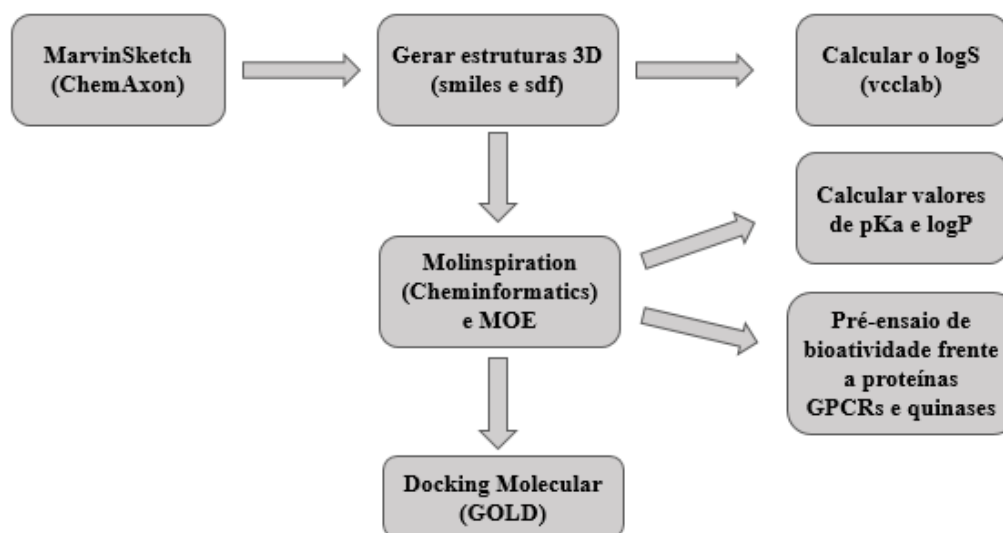 MarvinSketch
(ChemAxon)
Gerar estruturas 3D
(smiles e sdf)
Calcular o logS
(vcclab)
Calcular valores
de pKa e logP
Molinspiration
(Cheminformatics)
e MOE
Pré-ensaio de
bioatividade frente
a proteínas
GPCRs e quinases
Docking Molecular
(GOLD)